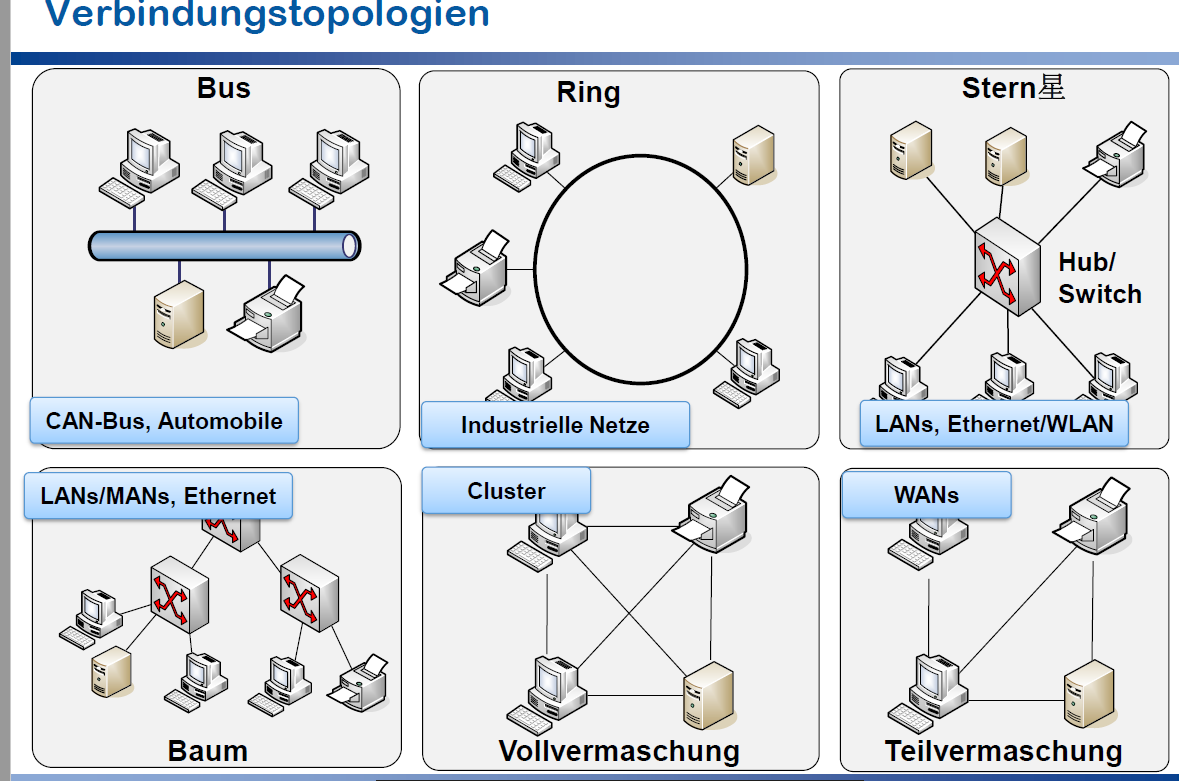 Verbindungstopologien
Bus
CAN-Bus, Automobile
Ring
Industrielle Netze
Stern星
Hub/
Switch
LANs, Ethernet/WLAN
LANs/MANs, Ethernet
Baum
Cluster
Vollvermaschung
WANs
Teilvermaschung